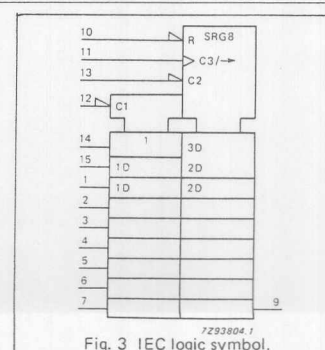 10 R SRG8
11 C3/→
13 C2
12 C1
14 1 3D
15 1D 2D
1 1D 2D
2
3
4
5
6
7 9
7Z93804.1
Fig. 3 IEC logic symbol.